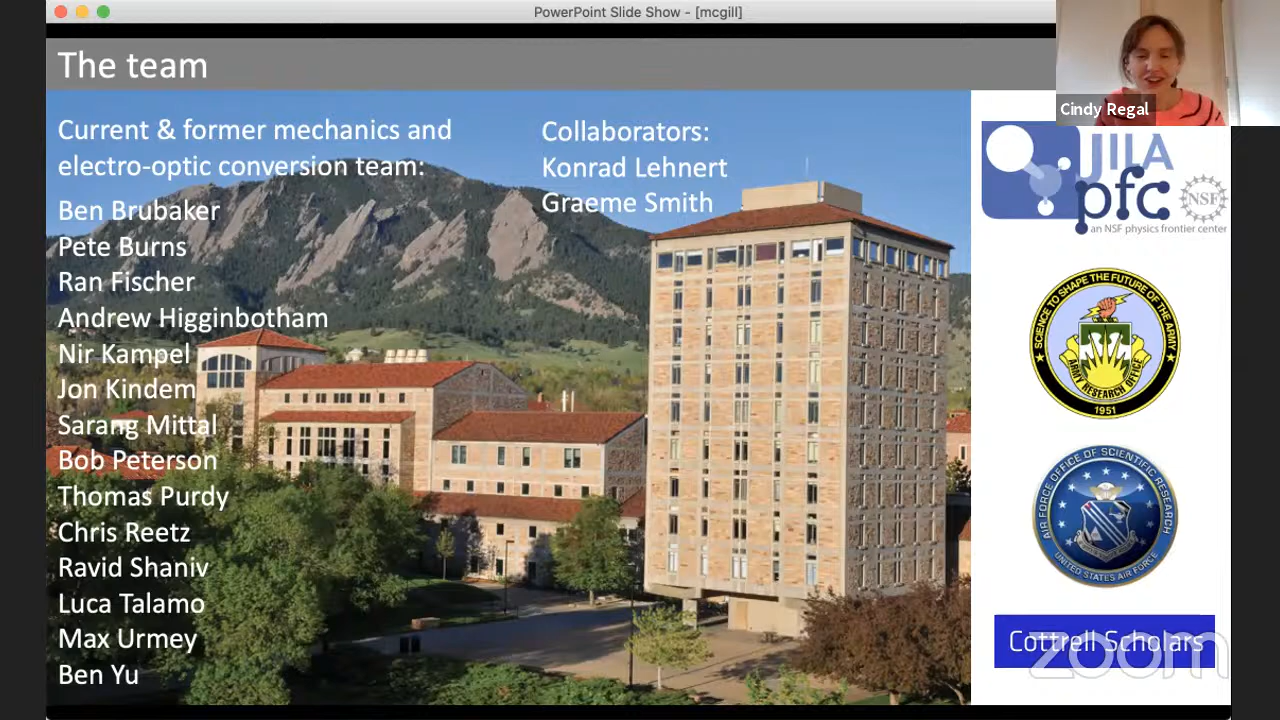 PowerPoint Slide Show - [mcgill]
The team
Cindy Regal
Current & former mechanics and
electro-optic conversion team:
Ben Brubaker
Pete Burns
Ran Fischer
Andrew Higginbotham
Nir Kampel
Jon Kindem
Sarang Mittal
Bob Peterson
Thomas Purdy
Chris Reetz
Ravid Shaniv
Luca Talamo
Max Urmey
Ben Yu
Collaborators:
Konrad Lehnert
Graeme Smith
JILA
pfc
NSF
an NSF physics frontier center
SCIENCE TO SHAPE THE FUTURE OF THE ARMY
ARMY RESEARCH OFFICE
1951
AIR FORCE OFFICE OF SCIENTIFIC RESEARCH
UNITED STATES AIR FORCE
Cottrell Scholars
zoom